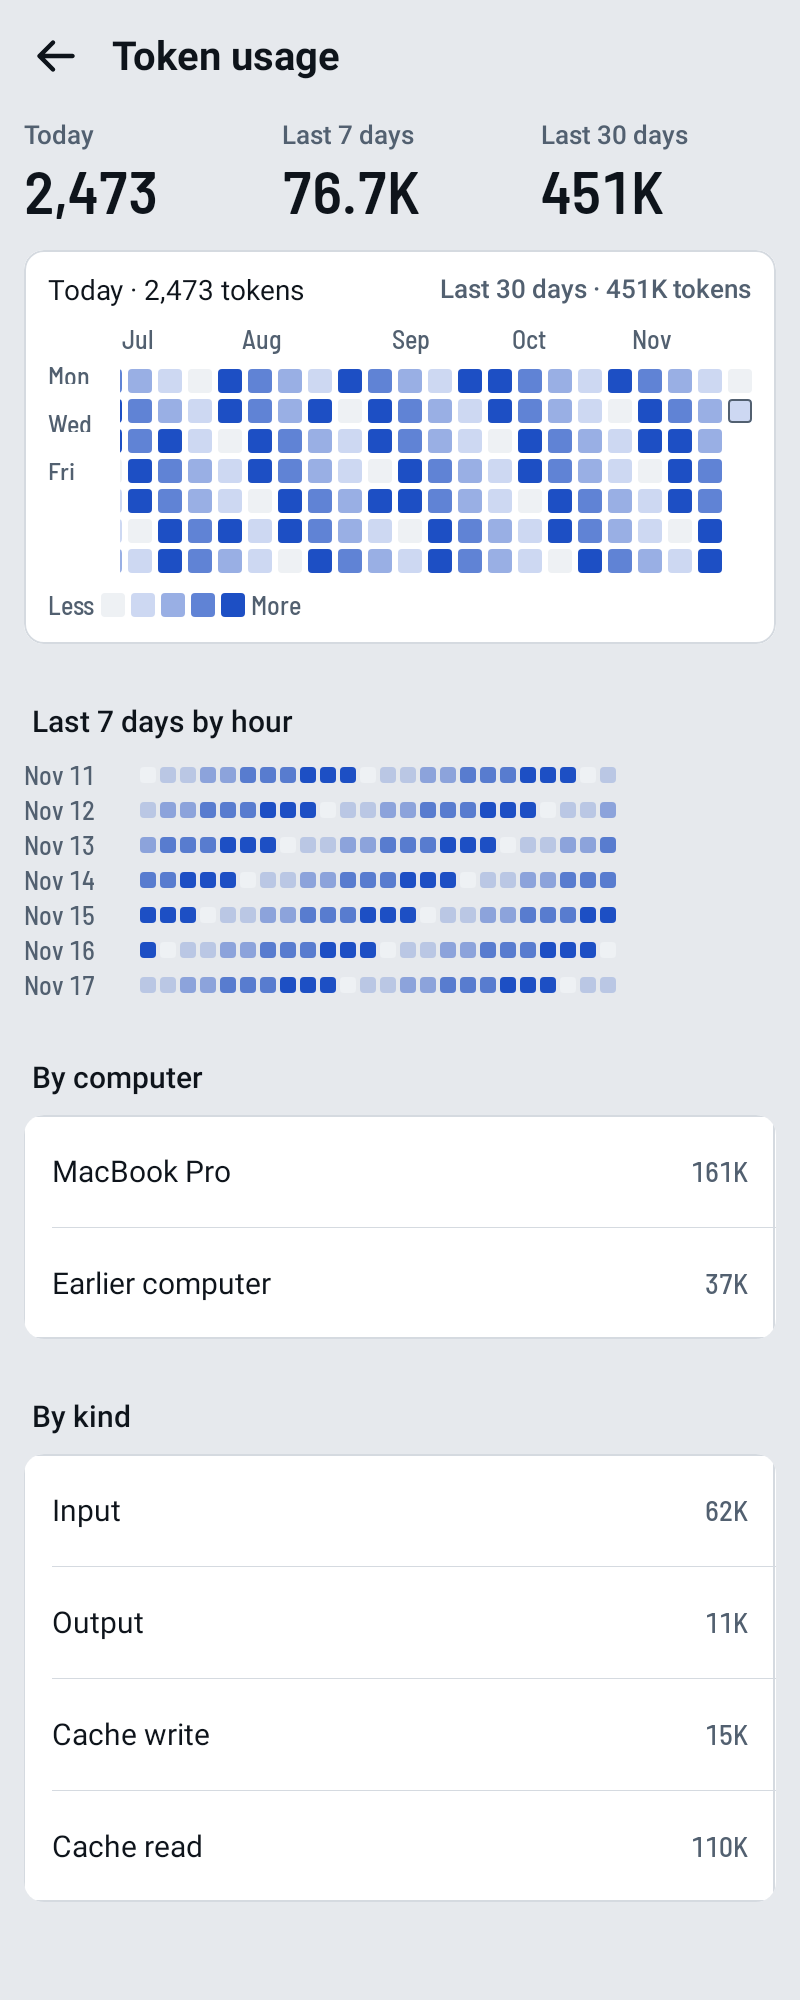 Token usage
Today Last 7 days Last 30 days
2,473 76.7K 451K
Today · 2,473 tokens Last 30 days · 451K tokens
Jul Aug Sep Oct Nov
Mon
Wed
Fri
Less More
Last 7 days by hour
Nov 11
Nov 12
Nov 13
Nov 14
Nov 15
Nov 16
Nov 17
By computer
MacBook Pro 161K
Earlier computer 37K
By kind
Input 62K
Output 11K
Cache write 15K
Cache read 110K